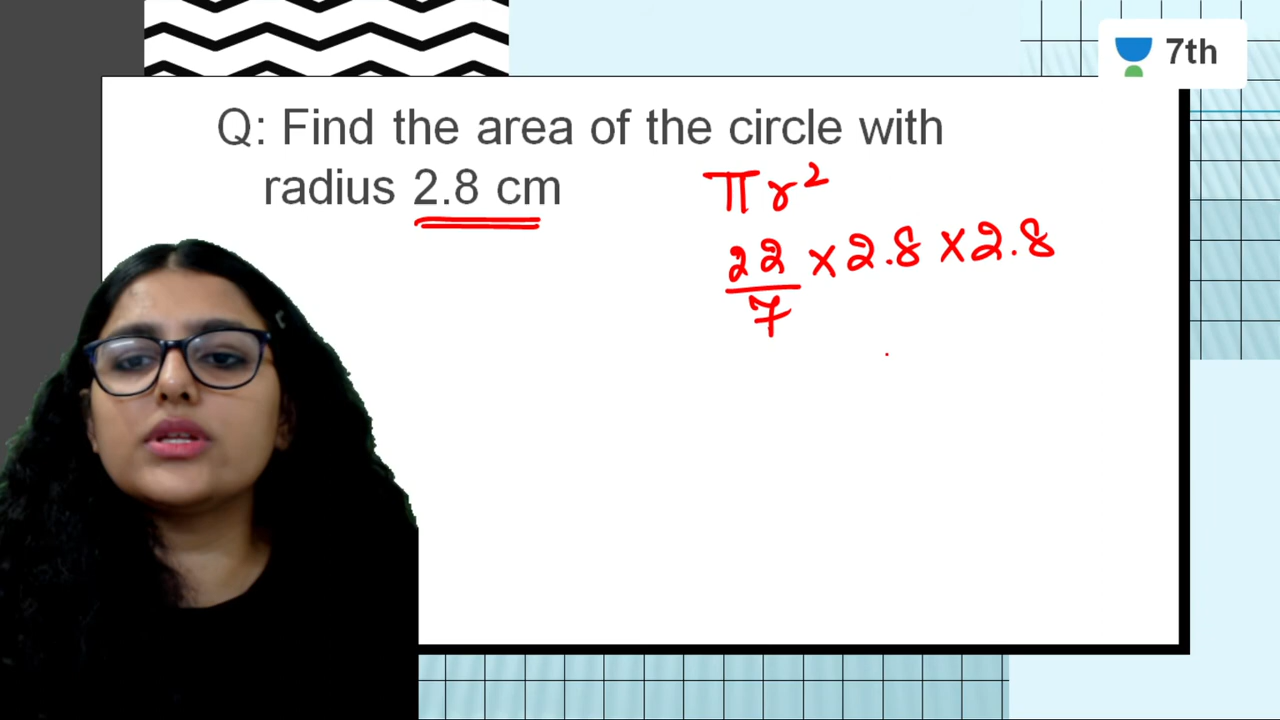 7th
Q: Find the area of the circle with
radius 2.8 cm
πr²
22/7 × 2.8 × 2.8